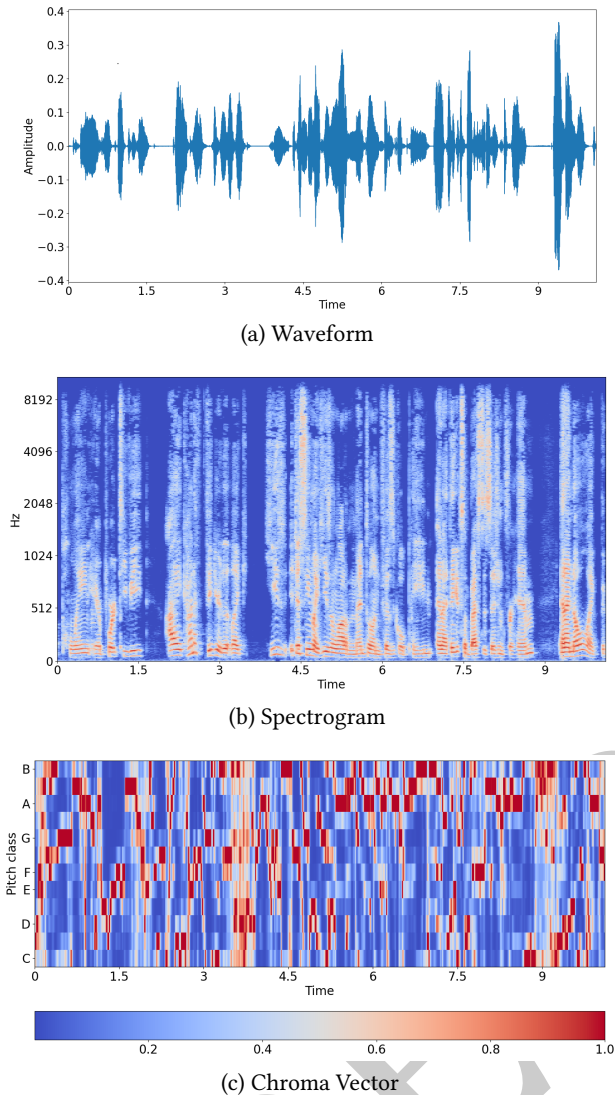 0.4
0.3
0.2
0.1
0.0
−0.1
−0.2
−0.3
−0.4
Amplitude
0 1.5 3 4.5 6 7.5 9
Time
(a) Waveform
8192
4096
2048
1024
512
0
Hz
0 1.5 3 4.5 6 7.5 9
Time
(b) Spectrogram
B
A
G
F
E
D
C
Pitch class
0 1.5 3 4.5 6 7.5 9
Time
0.2 0.4 0.6 0.8 1.0
(c) Chroma Vector